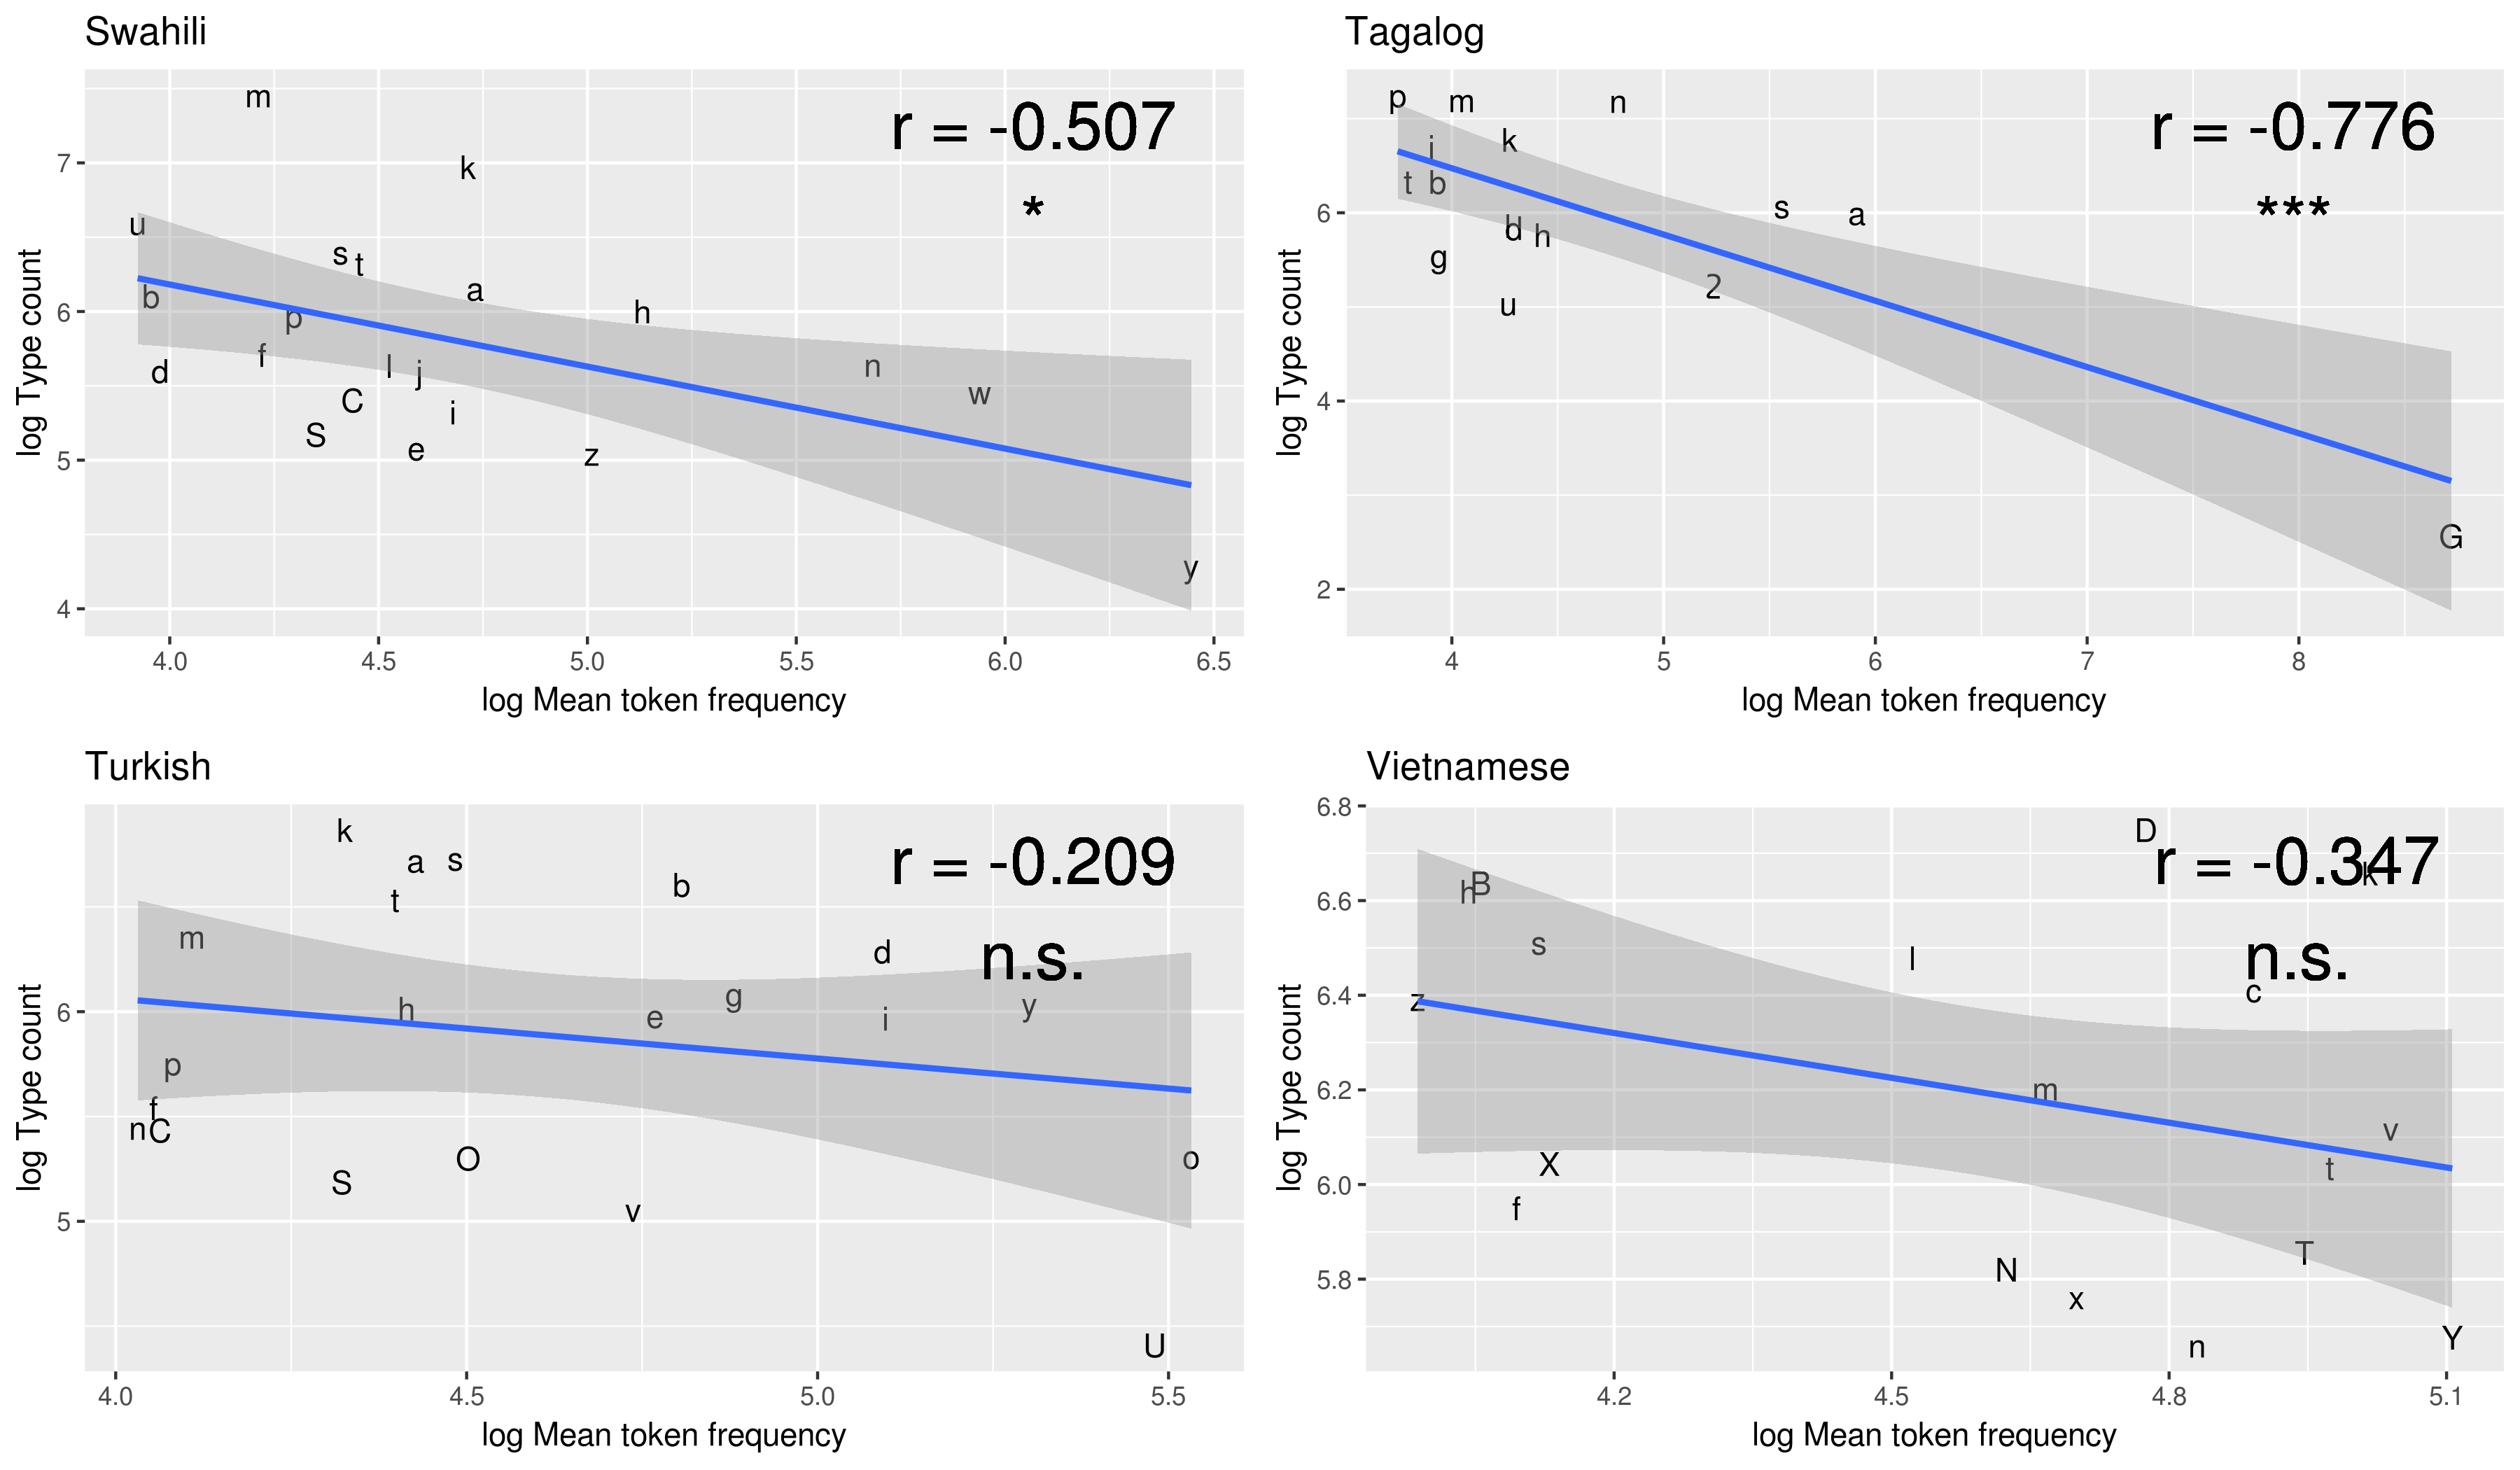 Swahili
r = -0.507
*
m
k
u
s
t
a
b
p
h
f
d
l
j
n
C
i
w
S
e
z
y
7
6
5
4
4.0 4.5 5.0 5.5 6.0 6.5
log Mean token frequency
log Type count
Tagalog
r = -0.776
***
p
m
n
i
k
t
b
s
a
d
h
g
2
u
G
6
4
2
4 5 6 7 8
log Mean token frequency
log Type count
Turkish
r = -0.209
n.s.
k
a
s
t
b
m
d
h
e
g
i
y
p
f
n
C
S
O
v
o
U
6
5
4.0 4.5 5.0 5.5
log Mean token frequency
log Type count
Vietnamese
r = -0.347
n.s.
D
k
h
B
s
l
z
c
m
v
X
t
f
T
N
x
n
Y
6.8
6.6
6.4
6.2
6.0
5.8
4.2 4.5 4.8 5.1
log Mean token frequency
log Type count